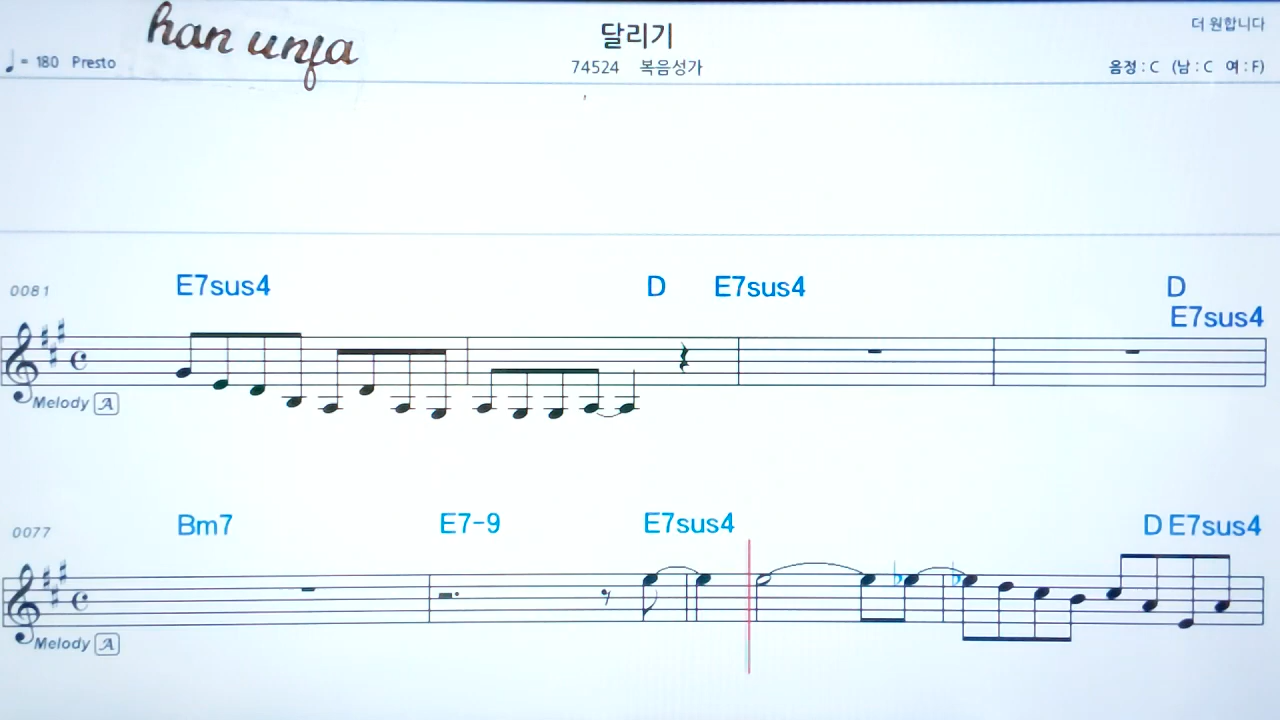 han unja
달리기
더 원합니다
♩= 180 Presto
74524 복음성가
음정 : C (남 : C 여 : F)
0081
E7sus4 D E7sus4 D
E7sus4
Melody A
0077
Bm7 E7-9 E7sus4 D E7sus4
Melody A